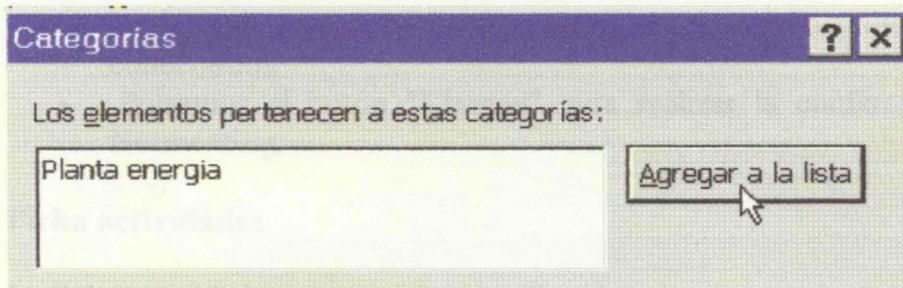 Categorías
Los elementos pertenecen a estas categorías:
Planta energia
Agregar a la lista